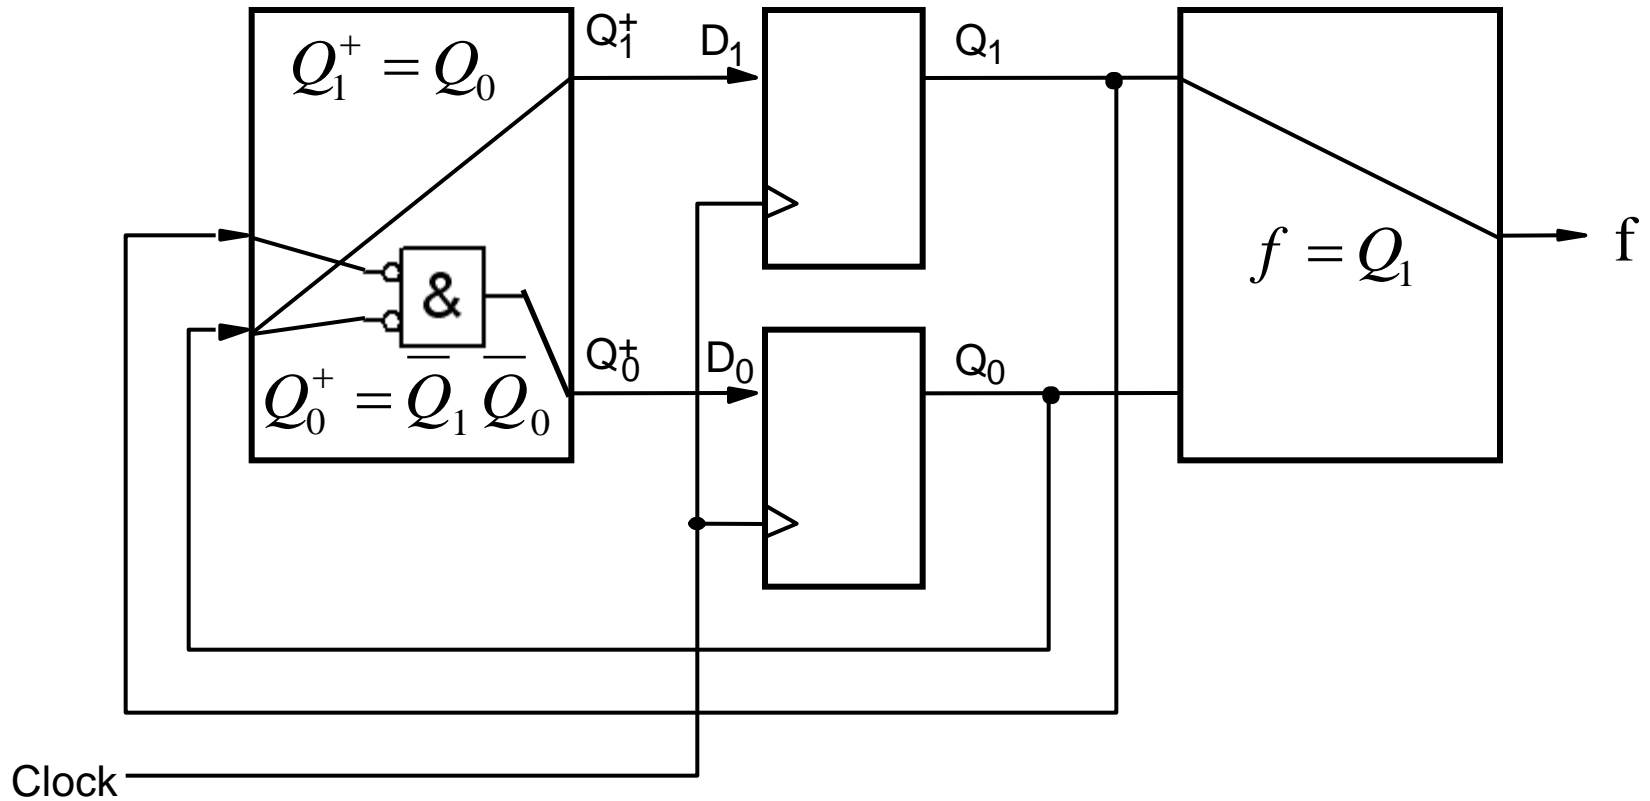 Q₁⁺ D₁ Q₁
Q₁⁺ = Q₀
f = Q₁
f
&
Q₀⁺ D₀ Q₀
Q₀⁺ = Q̅₁ Q̅₀
Clock